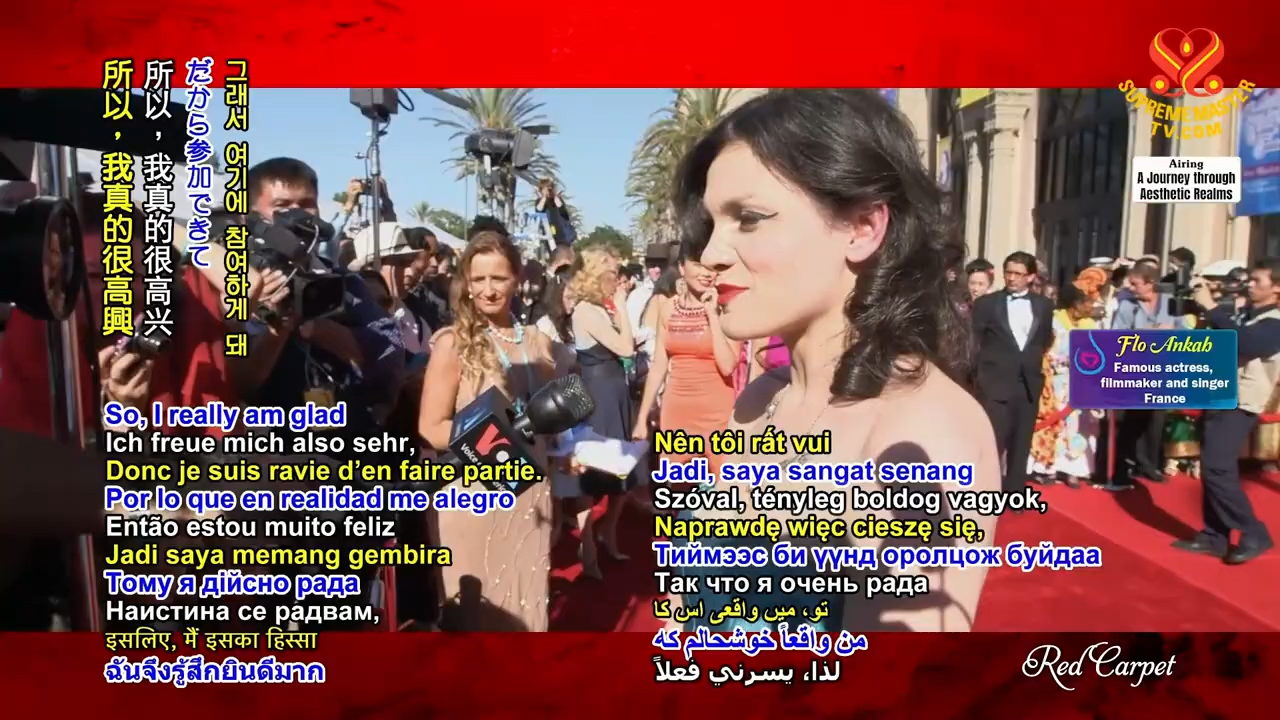 所以，我真的很高興
所以，我真的很高兴
だから参加できて
그래서 여기에 참여하게 돼
SUPREME MASTER
TV.COM
Airing
A Journey through
Aesthetic Realms
Flo Ankah
Famous actress,
filmmaker and singer
France
So, I really am glad
Ich freue mich also sehr,
Donc je suis ravie d’en faire partie.
Por lo que en realidad me alegro
Então estou muito feliz
Jadi saya memang gembira
Тому я дійсно рада
Наистина се радвам,
इसलिए, मैं इसका हिस्सा
ฉันจึงรู้สึกยินดีมาก
Nên tôi rất vui
Jadi, saya sangat senang
Szóval, tényleg boldog vagyok,
Naprawdę więc cieszę się,
Тиймээс би үүнд оролцож буйдаа
Так что я очень рада
تو، میں واقعی اس کا
من واقعاً خوشحالم که
لذا، يسرني فعلاً
Red Carpet